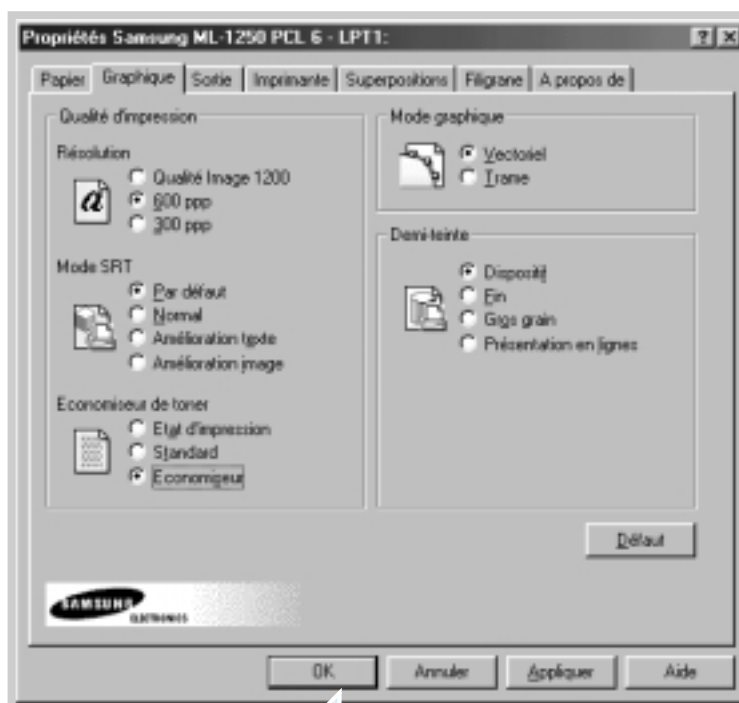 Propriétés Samsung ML-1250 PCL 6 - LPT1:
Papier Graphique Sortie Imprimante Superpositions Filigrane A propos de
Qualité d'impression
Résolution
a
Qualité Image 1200
600 ppp
300 ppp
Mode SRT
Par défaut
Normal
Amélioration texte
Amélioration image
Economiseur de toner
Etat d'impression
Standard
Economiseur
Mode graphique
Vectoriel
Trame
Demi-teinte
Dispositif
Fin
Gros grain
Présentation en lignes
Défaut
SAMSUNG
ELECTRONICS
OK Annuler Appliquer Aide